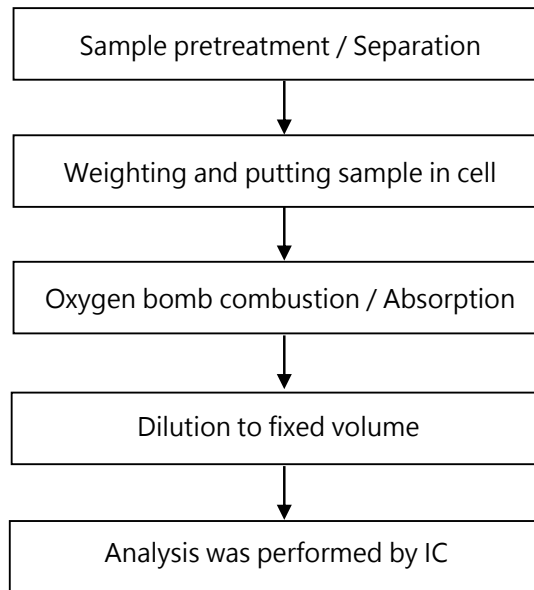 Sample pretreatment / Separation
Weighting and putting sample in cell
Oxygen bomb combustion / Absorption
Dilution to fixed volume
Analysis was performed by IC